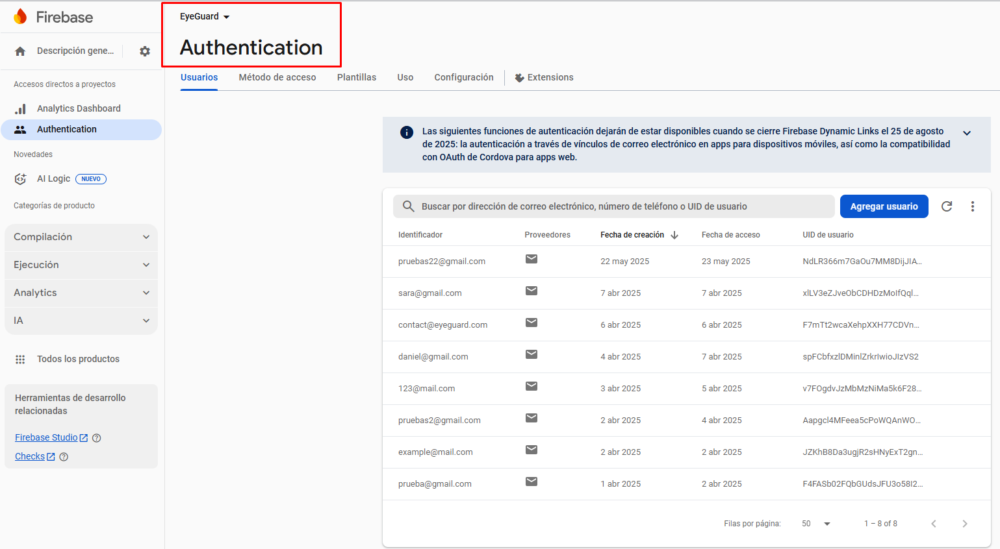 Firebase
Descripción gene...
Accesos directos a proyectos
Analytics Dashboard
Authentication
Novedades
AI Logic NUEVO
Categorías de producto
Compilación
Ejecución
Analytics
IA
Todos los productos
Herramientas de desarrollo
relacionadas
Firebase Studio
Checks
EyeGuard
Authentication
Usuarios Método de acceso Plantillas Uso Configuración Extensions
Las siguientes funciones de autenticación dejarán de estar disponibles cuando se cierre Firebase Dynamic Links el 25 de agosto
de 2025: la autenticación a través de vínculos de correo electrónico en apps para dispositivos móviles, así como la compatibilidad
con OAuth de Cordova para apps web.
Buscar por dirección de correo electrónico, número de teléfono o UID de usuario Agregar usuario
Identificador Proveedores Fecha de creación Fecha de acceso UID de usuario
pruebas22@gmail.com 22 may 2025 23 may 2025 NdLR366m7GaOu7MM8DijJIA...
sara@gmail.com 7 abr 2025 7 abr 2025 xlLV3eZJveObCDHDzMoIfQql...
contact@eyeguard.com 6 abr 2025 6 abr 2025 F7mTt2wcaXehpXXH77CDVn...
daniel@gmail.com 4 abr 2025 7 abr 2025 spFCbfxzlDMinlZrkrIwioJIzVS2
123@mail.com 3 abr 2025 5 abr 2025 v7FOgdvJzMbMzNiMa5k6F28...
pruebas2@gmail.com 2 abr 2025 4 abr 2025 Aapgcl4MFeea5cPoWQAnWO...
example@mail.com 2 abr 2025 2 abr 2025 JZKhB8Da3ugjR2sHNyExT2gn...
prueba@gmail.com 1 abr 2025 2 abr 2025 F4FASb02FQbGUdsJFU3o58I2...
Filas por página: 50 1 – 8 of 8